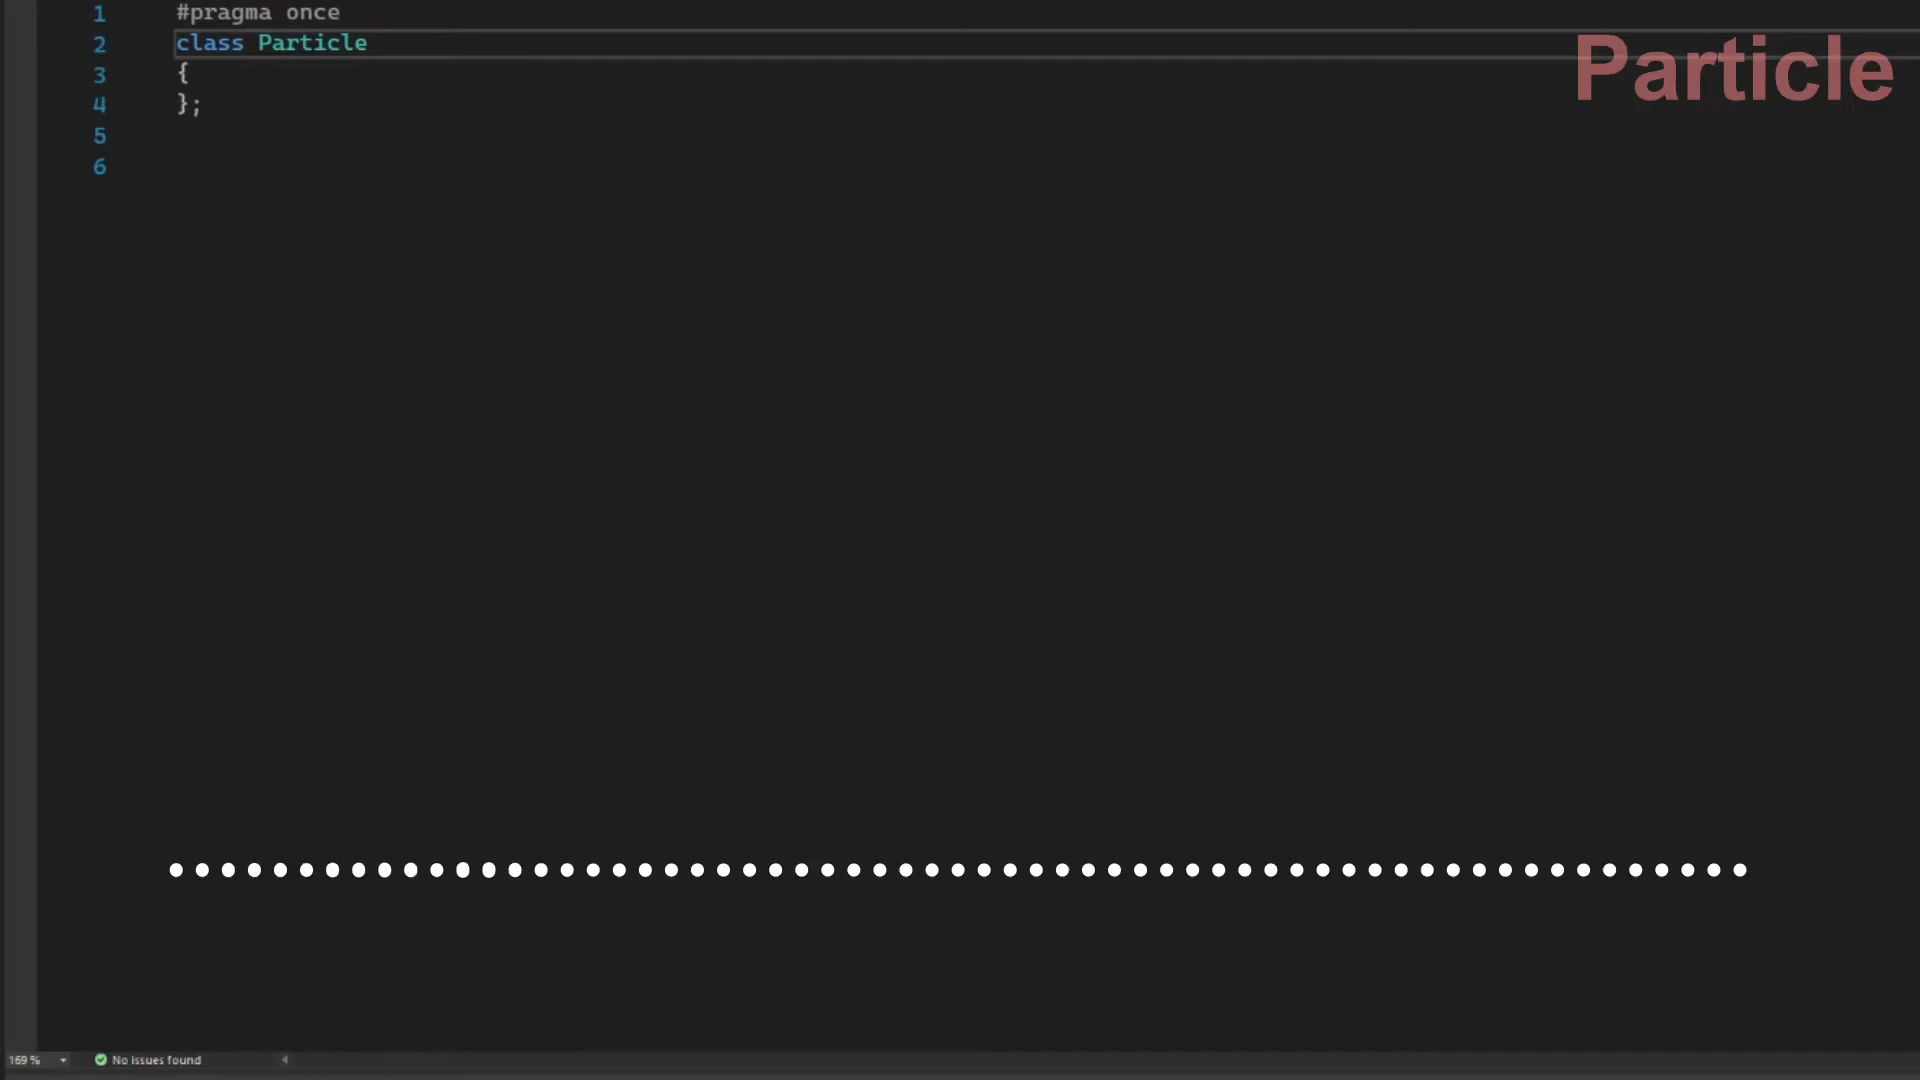 1 #pragma once
2 class Particle
3 {
4 };
5
6
Particle
169 % No issues found